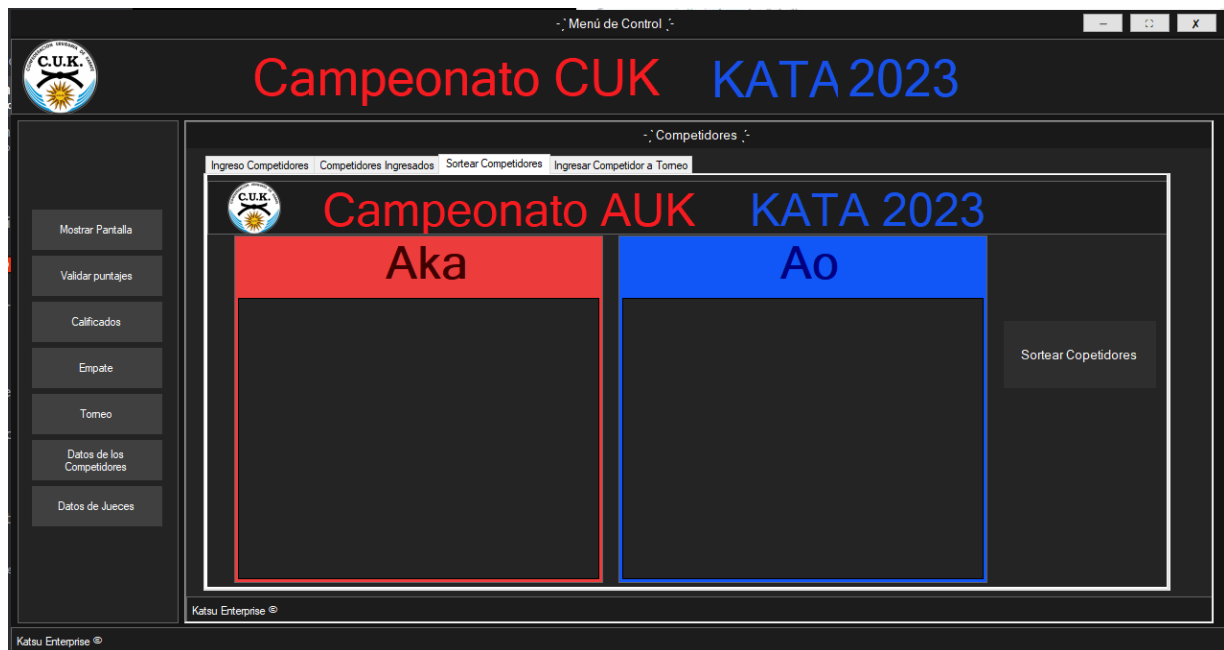 -,̀ Menú de Control ,́-
C.U.K.
Campeonato CUK KATA 2023
-,̀ Competidores ,́-
Ingreso Competidores Competidores Ingresados Sortear Competidores Ingresar Competidor a Torneo
C.U.K.
Campeonato AUK KATA 2023
Mostrar Pantalla
Validar puntajes
Calificados
Empate
Torneo
Datos de los
Competidores
Datos de Jueces
Aka
Ao
Sortear Copetidores
Katsu Enterprise ©
Katsu Enterprise ©